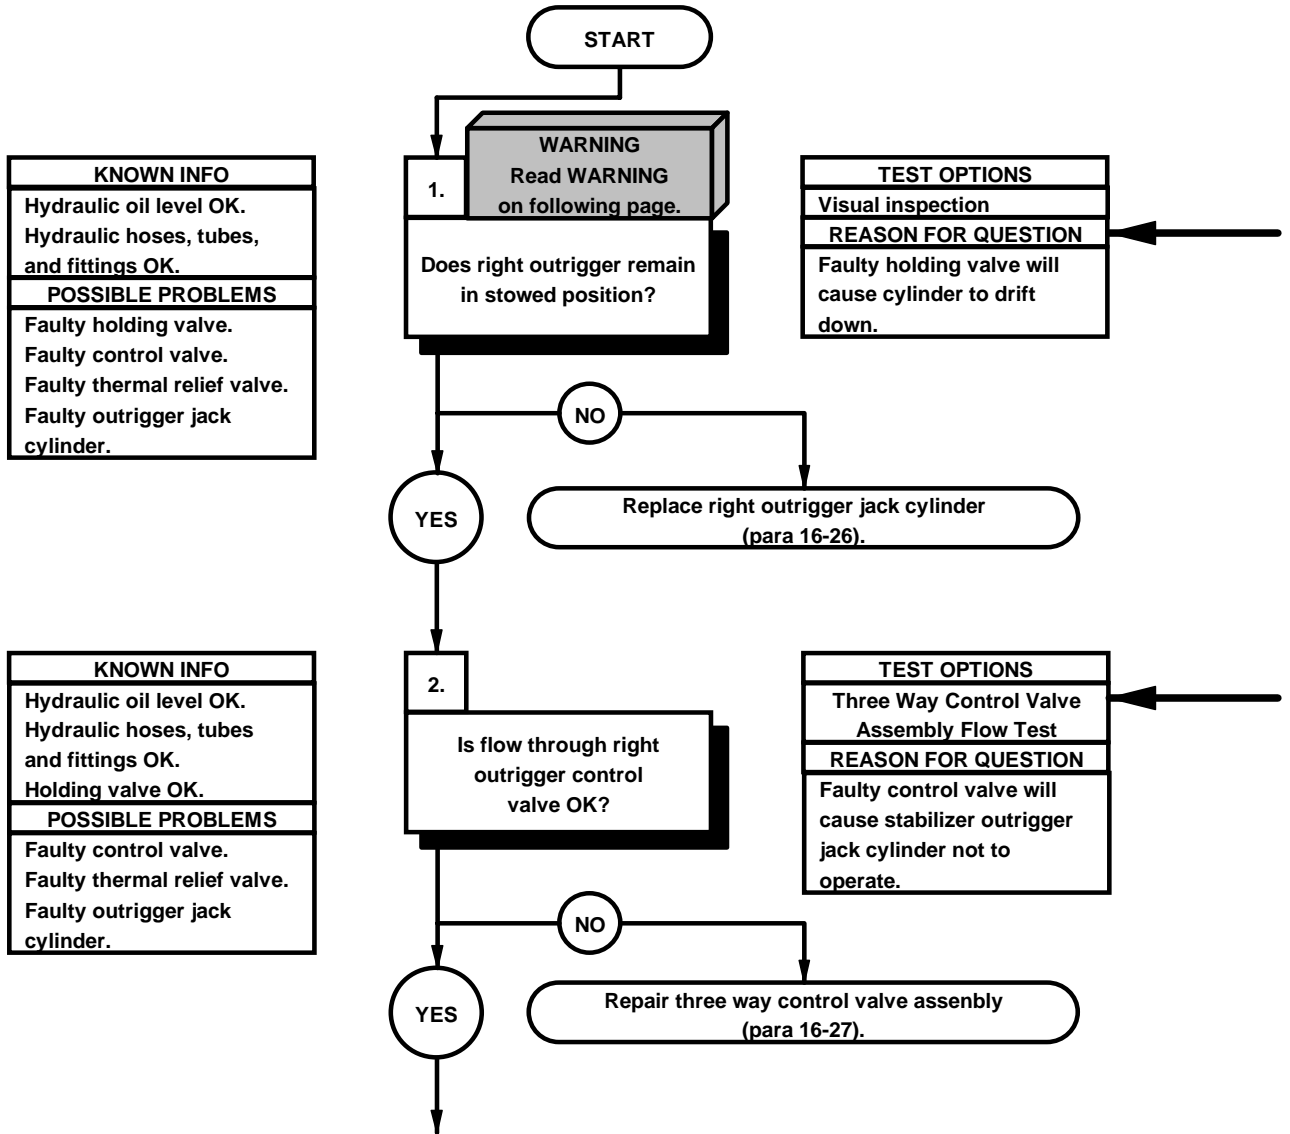 START
KNOWN INFO
Hydraulic oil level OK.
Hydraulic hoses, tubes,
and fittings OK.
POSSIBLE PROBLEMS
Faulty holding valve.
Faulty control valve.
Faulty thermal relief valve.
Faulty outrigger jack
cylinder.
WARNING
Read WARNING
on following page.
1.
Does right outrigger remain
in stowed position?
TEST OPTIONS
Visual inspection
REASON FOR QUESTION
Faulty holding valve will
cause cylinder to drift
down.
NO
YES
Replace right outrigger jack cylinder
(para 16-26).
KNOWN INFO
Hydraulic oil level OK.
Hydraulic hoses, tubes
and fittings OK.
Holding valve OK.
POSSIBLE PROBLEMS
Faulty control valve.
Faulty thermal relief valve.
Faulty outrigger jack
cylinder.
2.
Is flow through right
outrigger control
valve OK?
TEST OPTIONS
Three Way Control Valve
Assembly Flow Test
REASON FOR QUESTION
Faulty control valve will
cause stabilizer outrigger
jack cylinder not to
operate.
NO
YES
Repair three way control valve assenbly
(para 16-27).